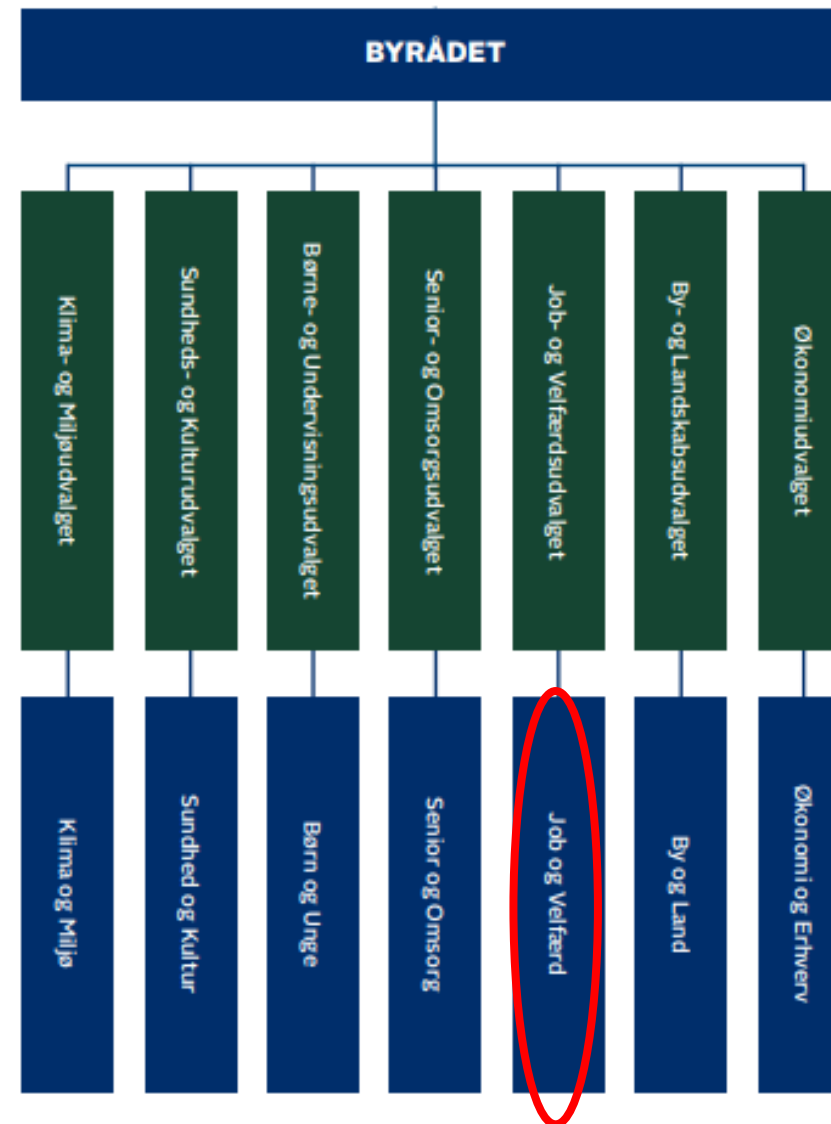 BYRÅDET
Klima- og Miljøudvalget
Sundheds- og Kulturudvalget
Børne- og Undervisningsudvalget
Senior- og Omsorgsudvalget
Job- og Velfærdsudvalget
By- og Landskabsudvalget
Økonomiudvalget
Klima og Miljø
Sundhed og Kultur
Børn og Unge
Senior og Omsorg
Job og Velfærd
By og Land
Økonomi og Erhverv